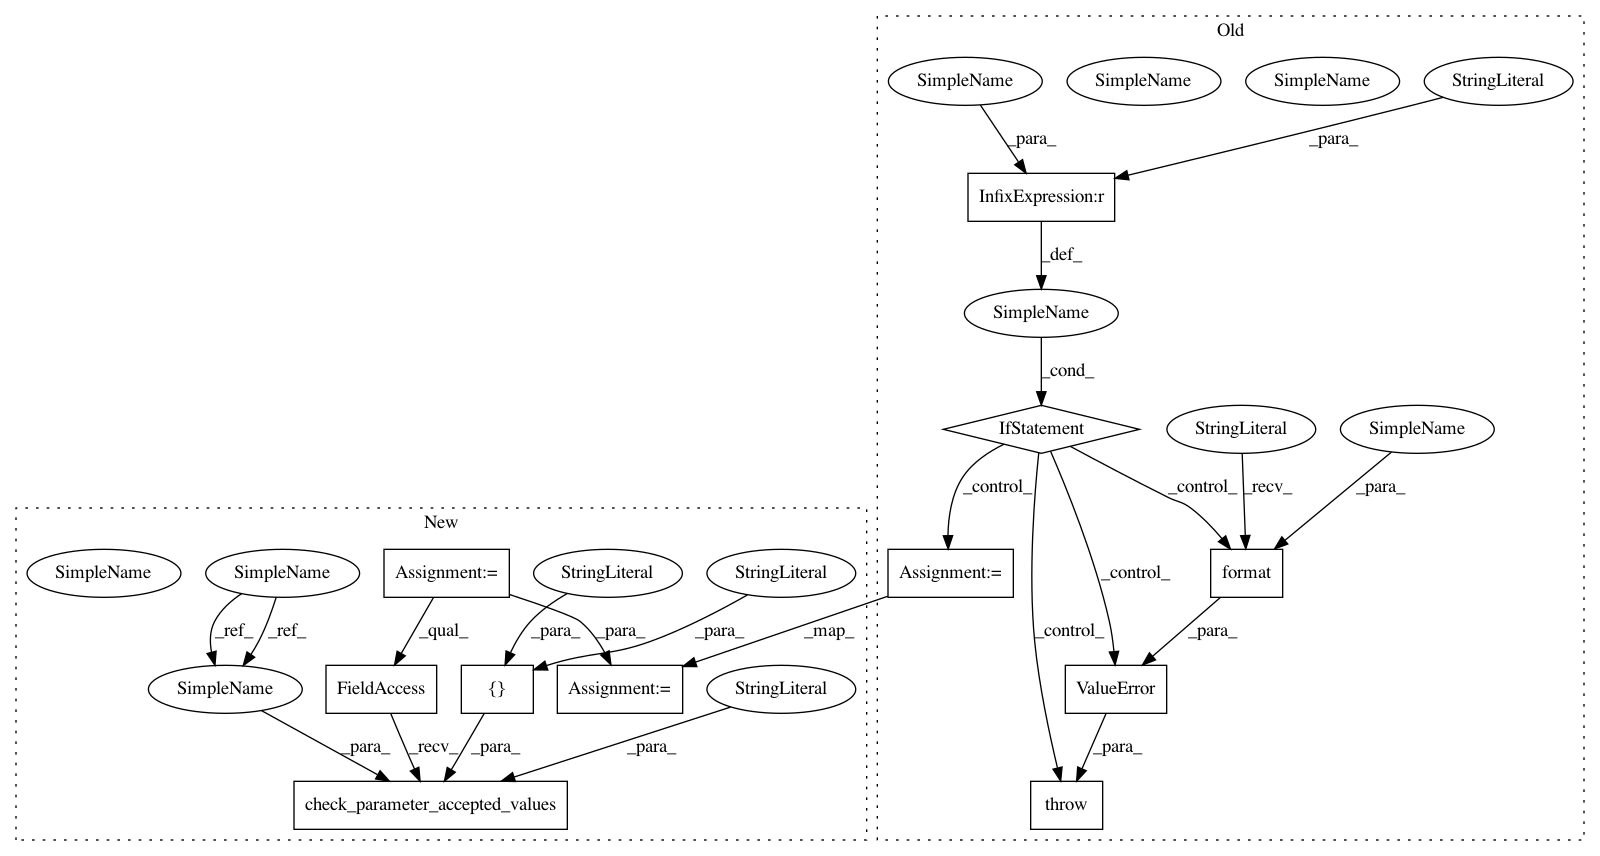 Old
SimpleName
SimpleName
SimpleName
StringLiteral
_para_
_para_
InfixExpression:r
_def_
SimpleName
_cond_
IfStatement
StringLiteral
SimpleName
_control_
_control_
_recv_
_para_
New
SimpleName
SimpleName
Assignment:=
StringLiteral
StringLiteral
Assignment:=
_control_
format
_ref_
_ref_
_qual_
_para_
_para_
_para_
_map_
_control_
_para_
SimpleName
FieldAccess
{}
Assignment:=
StringLiteral
ValueError
_para_
_recv_
_para_
_para_
_para_
check_parameter_accepted_values
throw